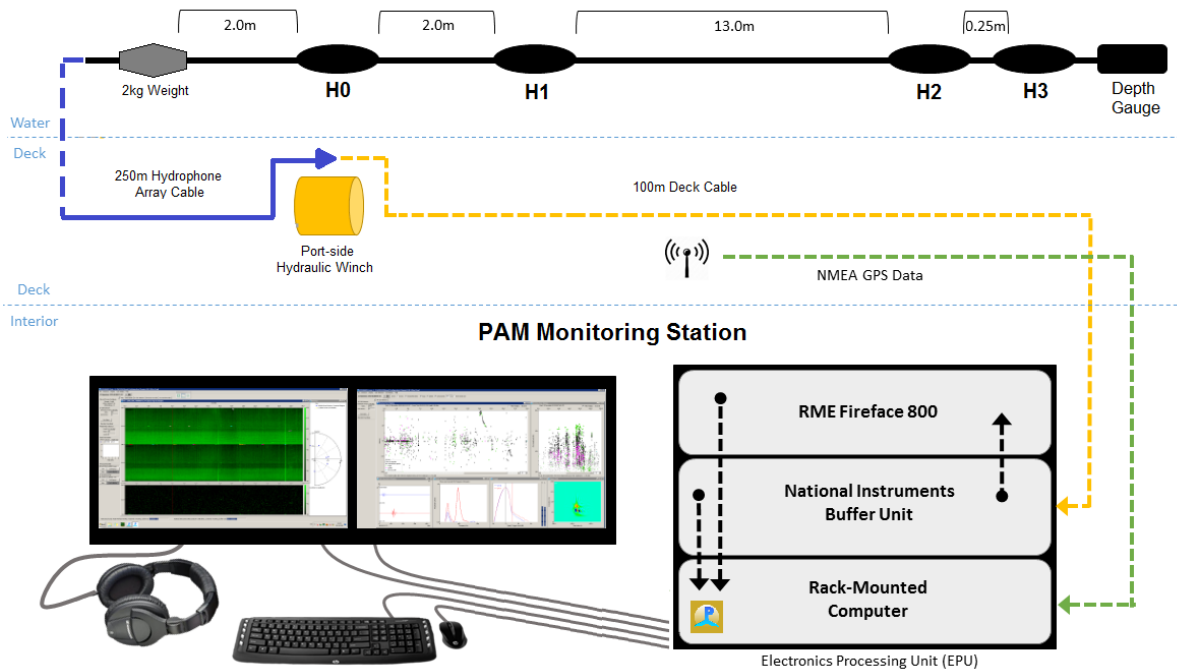 2.0m
2.0m
13.0m
0.25m
2kg Weight
H0
H1
H2
H3
Depth
Gauge
Water
Deck
250m Hydrophone
Array Cable
100m Deck Cable
Port-side
Hydraulic Winch
NMEA GPS Data
Deck
Interior
PAM Monitoring Station
RME Fireface 800
National Instruments
Buffer Unit
Rack-Mounted
Computer
P
Electronics Processing Unit (EPU)